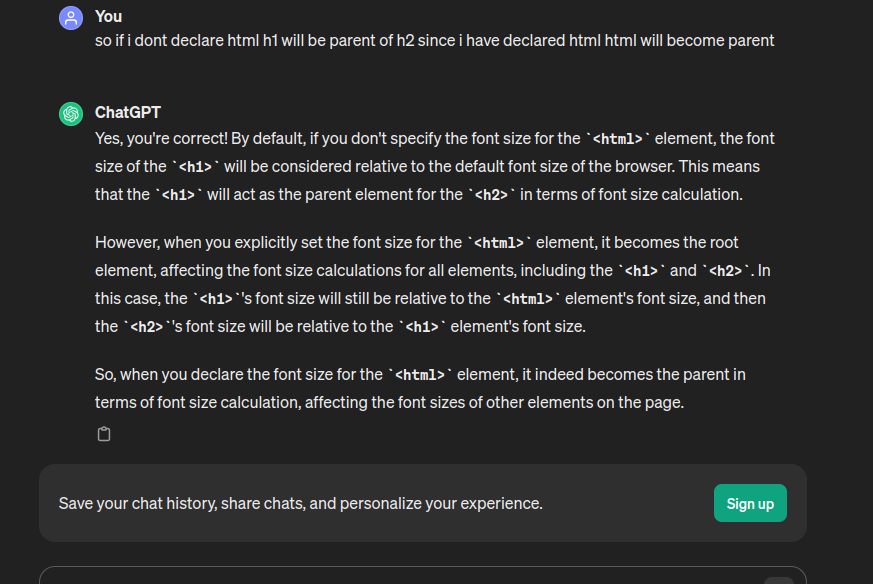 You
so if i dont declare html h1 will be parent of h2 since i have declared html html will become parent
ChatGPT
Yes, you're correct! By default, if you don't specify the font size for the `<html>` element, the font
size of the `<h1>` will be considered relative to the default font size of the browser. This means
that the `<h1>` will act as the parent element for the `<h2>` in terms of font size calculation.
However, when you explicitly set the font size for the `<html>` element, it becomes the root
element, affecting the font size calculations for all elements, including the `<h1>` and `<h2>`. In
this case, the `<h1>`'s font size will still be relative to the `<html>` element's font size, and then
the `<h2>`'s font size will be relative to the `<h1>` element's font size.
So, when you declare the font size for the `<html>` element, it indeed becomes the parent in
terms of font size calculation, affecting the font sizes of other elements on the page.
Save your chat history, share chats, and personalize your experience.
Sign up